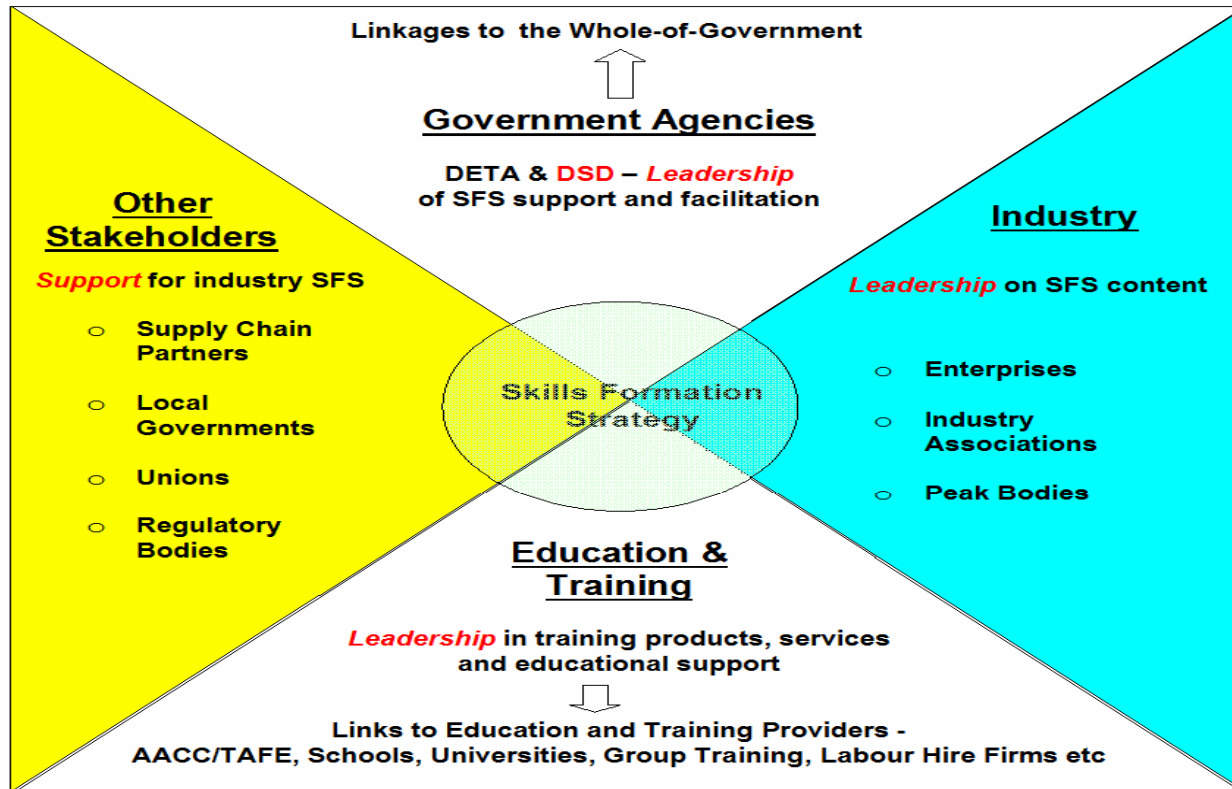 Linkages to the Whole-of-Government
Government Agencies
DETA & DSD – Leadership
of SFS support and facilitation
Other
Stakeholders
Support for industry SFS
o Supply Chain
Partners
o Local
Governments
o Unions
o Regulatory
Bodies
Industry
Leadership on SFS content
o Enterprises
o Industry
Associations
o Peak Bodies
Skills Formation
Strategy
Education &
Training
Leadership in training products, services
and educational support
Links to Education and Training Providers -
AACC/TAFE, Schools, Universities, Group Training, Labour Hire Firms etc